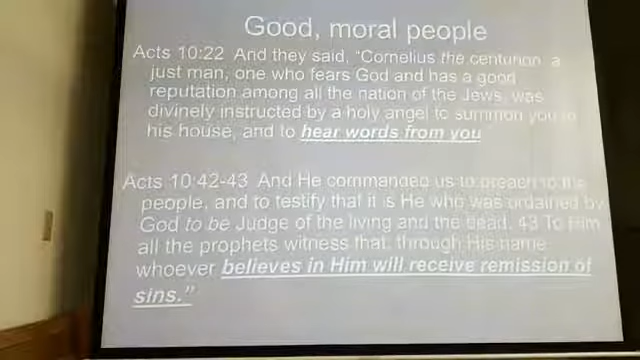 Good, moral people
Acts 10:22 And they said, "Cornelius the centurion, a
just man, one who fears God and has a good
reputation among all the nation of the Jews, was
divinely instructed by a holy angel to summon you to
his house, and to hear words from you
Acts 10:42-43 And He commanded us to preach to the
people, and to testify that it is He who was ordained by
God to be Judge of the living and the dead. 43 To Him
all the prophets witness that, through His name
whoever believes in Him will receive remission of
sins."